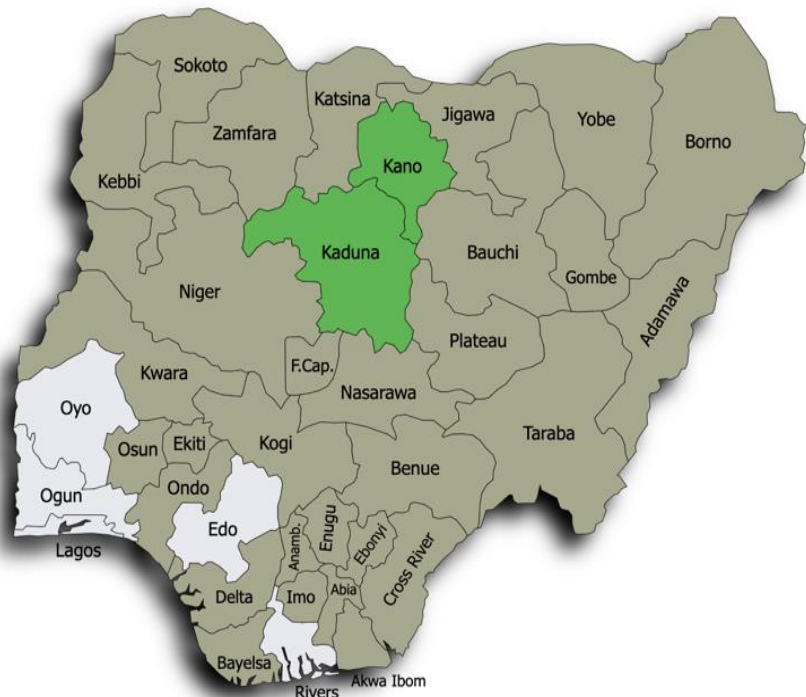 Sokoto
Katsina
Jigawa
Yobe
Borno
Zamfara
Kano
Kebbi
Kaduna
Bauchi
Gombe
Niger
Adamawa
Plateau
F.Cap.
Kwara
Nasarawa
Oyo
Taraba
Osun
Ekiti
Kogi
Benue
Ondo
Ogun
Edo
Enugu
Ebonyi
Anamb.
Cross River
Lagos
Delta
Imo
Abia
Bayelsa
Rivers
Akwa Ibom